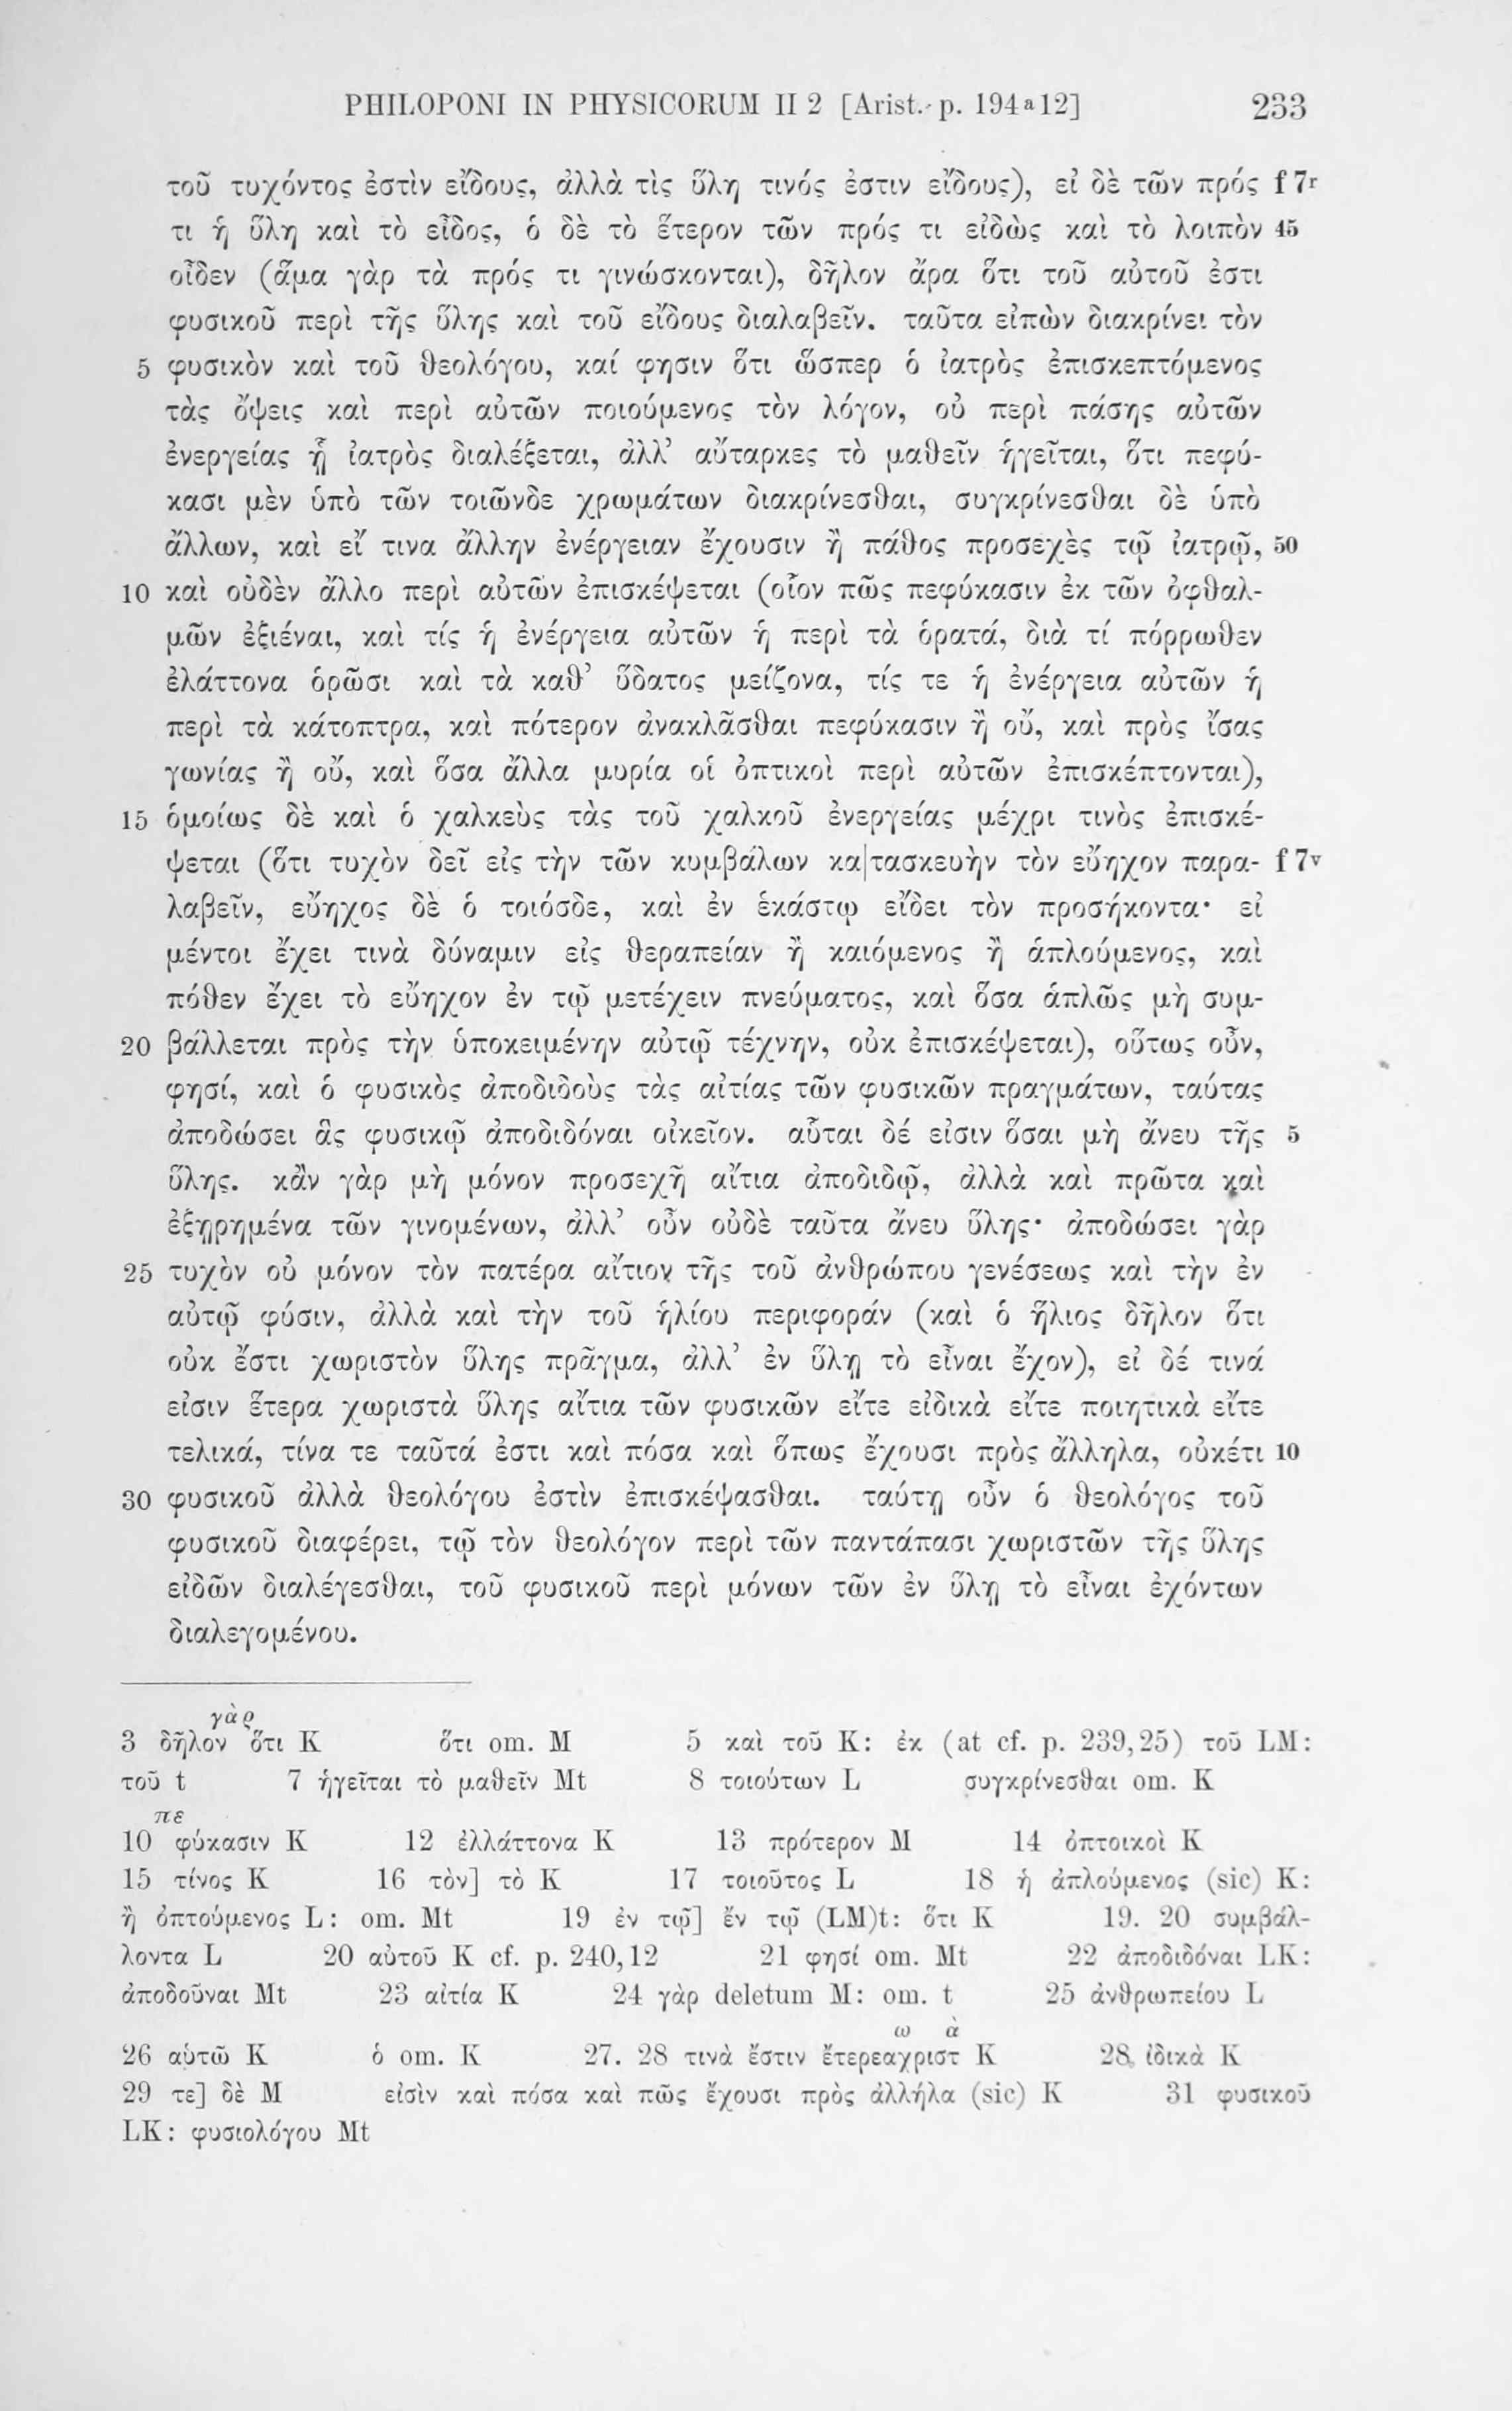 PHILOPONI IN PHYSICORUM II 2 [Arist. p. 194ª12] 233
τοῦ τυχόντος ἐστὶν εἴδους, ἀλλὰ τὶς ὕλη τινός ἐστιν εἴδους), εἰ δὲ τῶν πρός f 7r
τι ἡ ὕλη καὶ τὸ εἶδος, ὁ δὲ τὸ ἕτερον τῶν πρός τι εἰδὼς καὶ τὸ λοιπὸν 45
οἶδεν (ἅμα γὰρ τὰ πρός τι γινώσκονται), δῆλον ἄρα ὅτι τοῦ αὐτοῦ ἐστι
φυσικοῦ περὶ τῆς ὕλης καὶ τοῦ εἴδους διαλαβεῖν. ταῦτα εἰπὼν διακρίνει τὸν
5 φυσικὸν καὶ τοῦ θεολόγου, καί φησιν ὅτι ὥσπερ ὁ ἰατρὸς ἐπισκεπτόμενος
τὰς ὄψεις καὶ περὶ αὐτῶν ποιούμενος τὸν λόγον, οὐ περὶ πάσης αὐτῶν
ἐνεργείας ᾗ ἰατρὸς διαλέξεται, ἀλλ’ αὔταρκες τὸ μαθεῖν ἡγεῖται, ὅτι πεφύ-
κασι μὲν ὑπὸ τῶν τοιῶνδε χρωμάτων διακρίνεσθαι, συγκρίνεσθαι δὲ ὑπὸ
ἄλλων, καὶ εἴ τινα ἄλλην ἐνέργειαν ἔχουσιν ἢ πάθος προσεχὲς τῷ ἰατρῷ, 50
10 καὶ οὐδὲν ἄλλο περὶ αὐτῶν ἐπισκέψεται (οἷον πῶς πεφύκασιν ἐκ τῶν ὀφθαλ-
μῶν ἐξιέναι, καὶ τίς ἡ ἐνέργεια αὐτῶν ἡ περὶ τὰ ὁρατά, διὰ τί πόρρωθεν
ἐλάττονα ὁρῶσι καὶ τὰ καθ’ ὕδατος μείζονα, τίς τε ἡ ἐνέργεια αὐτῶν ἡ
περὶ τὰ κάτοπτρα, καὶ πότερον ἀνακλᾶσθαι πεφύκασιν ἢ οὔ, καὶ πρὸς ἴσας
γωνίας ἢ οὔ, καὶ ὅσα ἄλλα μυρία οἱ ὀπτικοὶ περὶ αὐτῶν ἐπισκέπτονται),
15 ὁμοίως δὲ καὶ ὁ χαλκεὺς τὰς τοῦ χαλκοῦ ἐνεργείας μέχρι τινὸς ἐπισκέ-
ψεται (ὅτι τυχὸν δεῖ εἰς τὴν τῶν κυμβάλων κα|τασκευὴν τὸν εὔηχον παρα- f 7v
λαβεῖν, εὔηχος δὲ ὁ τοιόσδε, καὶ ἐν ἑκάστῳ εἴδει τὸν προσήκοντα· εἰ
μέντοι ἔχει τινὰ δύναμιν εἰς θεραπείαν ἢ καιόμενος ἢ ἁπλούμενος, καὶ
πόθεν ἔχει τὸ εὔηχον ἐν τῷ μετέχειν πνεύματος, καὶ ὅσα ἁπλῶς μὴ συμ-
20 βάλλεται πρὸς τὴν ὑποκειμένην αὐτῷ τέχνην, οὐκ ἐπισκέψεται), οὕτως οὖν,
φησί, καὶ ὁ φυσικὸς ἀποδιδοὺς τὰς αἰτίας τῶν φυσικῶν πραγμάτων, ταύτας
ἀποδώσει ἃς φυσικῷ ἀποδιδόναι οἰκεῖον. αὗται δέ εἰσιν ὅσαι μὴ ἄνευ τῆς 5
ὕλης. κἂν γὰρ μὴ μόνον προσεχῆ αἴτια ἀποδιδῷ, ἀλλὰ καὶ πρῶτα καὶ
ἐξῃρημένα τῶν γινομένων, ἀλλ’ οὖν οὐδὲ ταῦτα ἄνευ ὕλης· ἀποδώσει γὰρ
25 τυχὸν οὐ μόνον τὸν πατέρα αἴτιον τῆς τοῦ ἀνθρώπου γενέσεως καὶ τὴν ἐν
αὐτῷ φύσιν, ἀλλὰ καὶ τὴν τοῦ ἡλίου περιφοράν (καὶ ὁ ἥλιος δῆλον ὅτι
οὐκ ἔστι χωριστὸν ὕλης πρᾶγμα, ἀλλ’ ἐν ὕλῃ τὸ εἶναι ἔχον), εἰ δέ τινά
εἰσιν ἕτερα χωριστὰ ὕλης αἴτια τῶν φυσικῶν εἴτε εἰδικὰ εἴτε ποιητικὰ εἴτε
τελικά, τίνα τε ταῦτά ἐστι καὶ πόσα καὶ ὅπως ἔχουσι πρὸς ἄλληλα, οὐκέτι 10
30 φυσικοῦ ἀλλὰ θεολόγου ἐστὶν ἐπισκέψασθαι. ταύτῃ οὖν ὁ θεολόγος τοῦ
φυσικοῦ διαφέρει, τῷ τὸν θεολόγον περὶ τῶν παντάπασι χωριστῶν τῆς ὕλης
εἰδῶν διαλέγεσθαι, τοῦ φυσικοῦ περὶ μόνων τῶν ἐν ὕλῃ τὸ εἶναι ἐχόντων
διαλεγομένου.
γὰρ
3 δῆλον ὅτι K ὅτι om. M 5 καὶ τοῦ K: ἐκ (at cf. p. 239,25) τοῦ LM:
τοῦ t 7 ἡγεῖται τὸ μαθεῖν Mt 8 τοιούτων L συγκρίνεσθαι om. K
πε
10 φύκασιν K 12 ἐλλάττονα K 13 πρότερον M 14 ὀπτοικοὶ K
15 τίνος K 16 τὸν] τὸ K 17 τοιοῦτος L 18 ἡ ἁπλούμενος (sic) K:
ἢ ὀπτούμενος L: om. Mt 19 ἐν τῷ] ἔν τῷ (LM)t: ὅτι K 19. 20 συμβάλ-
λοντα L 20 αὐτοῦ K cf. p. 240,12 21 φησί om. Mt 22 ἀποδιδόναι LK:
ἀποδοῦναι Mt 23 αἰτία K 24 γὰρ deletum M: om. t 25 ἀνθρωπείου L
ω ὰ
26 αὑτῶ K ὁ om. K 27. 28 τινὰ ἔστιν ἕτερεαχριστ K 28 ἰδικὰ K
29 τε] δὲ M εἰσὶν καὶ πόσα καὶ πῶς ἔχουσι πρὸς ἀλλήλα (sic) K 31 φυσικοῦ
LK: φυσιολόγου Mt